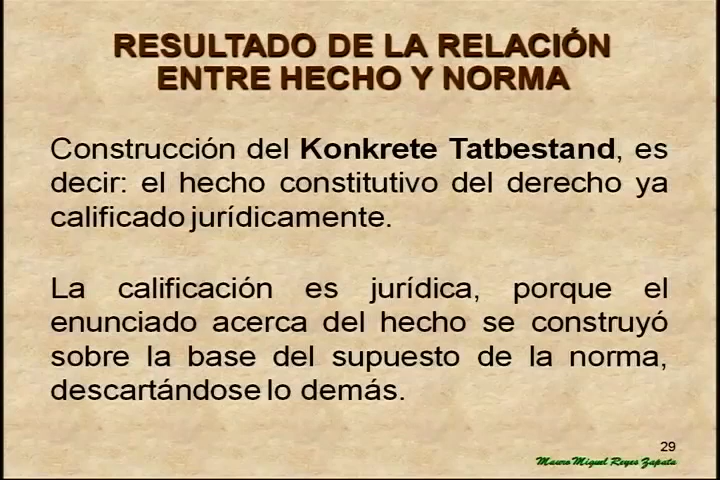 RESULTADO DE LA RELACIÓN
ENTRE HECHO Y NORMA
Construcción del Konkrete Tatbestand, es
decir: el hecho constitutivo del derecho ya
calificado jurídicamente.
La calificación es jurídica, porque el
enunciado acerca del hecho se construyó
sobre la base del supuesto de la norma,
descartándose lo demás.
29
Mauro Miguel Reyes Zapata